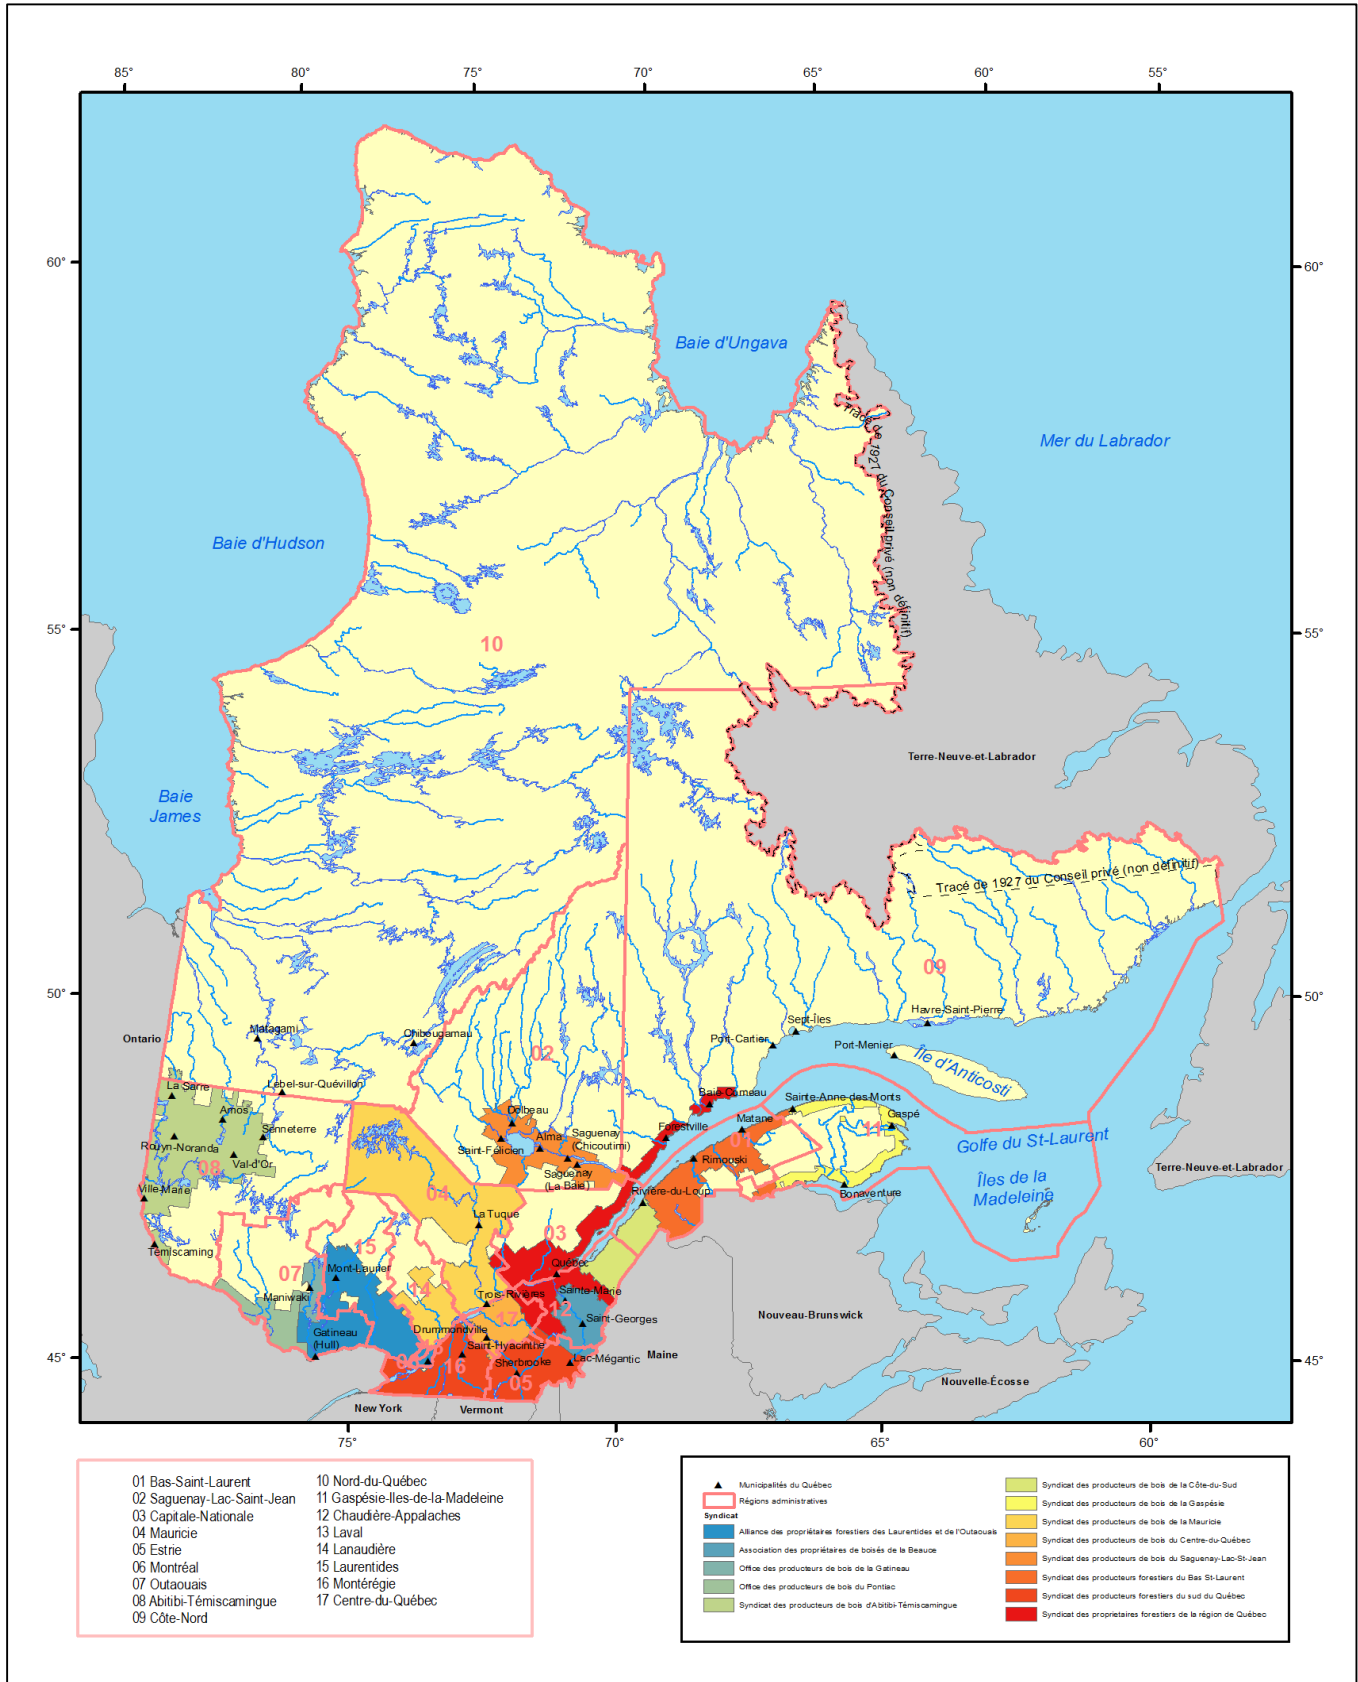 85°
80°
75°
70°
65°
60°
55°
60°
60°
Baie d'Ungava
Mer du Labrador
Tracé de 1927 du Conseil privé (non définitif)
Baie d'Hudson
55°
55°
10
Terre-Neuve-et-Labrador
Baie
James
Tracé de 1927 du Conseil privé (non définitif)
09
50°
50°
Havre-Saint-Pierre
Sept-Îles
Ontario
Matagami
Chibougamau
Port-Cartier
Port-Menier
02
Île d'Anticosti
La Sarre
Lebel-sur-Quévillon
Baie-Comeau
Sainte-Anne-des-Monts
Amos
Dolbeau
Matane
Gaspé
Senneterre
Alma
Saguenay
(Chicoutimi)
Forestville
01
11
Golfe du St-Laurent
Rouyn-Noranda
Saint-Félicien
Val-d'Or
08
Rimouski
Terre-Neuve-et-Labrador
Saguenay
(La Baie)
Îles de la
Madeleine
Ville-Marie
04
Rivière-du-Loup
Bonaventure
La Tuque
03
Témiscaming
15
07
Mont-Laurier
Québec
Maniwaki
14
Trois-Rivières
Sainte-Marie
12
17
Saint-Georges
Nouveau-Brunswick
Gatineau
(Hull)
Drummondville
Saint-Hyacinthe
Maine
45°
45°
06
13
16
Sherbrooke
Lac-Mégantic
05
Nouvelle-Écosse
New York
Vermont
75°
70°
65°
60°
01 Bas-Saint-Laurent
02 Saguenay-Lac-Saint-Jean
03 Capitale-Nationale
04 Mauricie
05 Estrie
06 Montréal
07 Outaouais
08 Abitibi-Témiscamingue
09 Côte-Nord
10 Nord-du-Québec
11 Gaspésie-Iles-de-la-Madeleine
12 Chaudière-Appalaches
13 Laval
14 Lanaudière
15 Laurentides
16 Montérégie
17 Centre-du-Québec
Municipalités du Québec
Régions administratives
Syndicat
Alliance des propriétaires forestiers des Laurentides et de l'Outaouais
Association des propriétaires de boisés de la Beauce
Office des producteurs de bois de la Gatineau
Office des producteurs de bois du Pontiac
Syndicat des producteurs de bois d'Abitibi-Témiscamingue
Syndicat des producteurs de bois de la Côte-du-Sud
Syndicat des producteurs de bois de la Gaspésie
Syndicat des producteurs de bois de la Mauricie
Syndicat des producteurs de bois du Centre-du-Québec
Syndicat des producteurs de bois du Saguenay-Lac-St-Jean
Syndicat des producteurs forestiers du Bas St-Laurent
Syndicat des producteurs forestiers du sud du Québec
Syndicat des proprietaires forestiers de la région de Québec